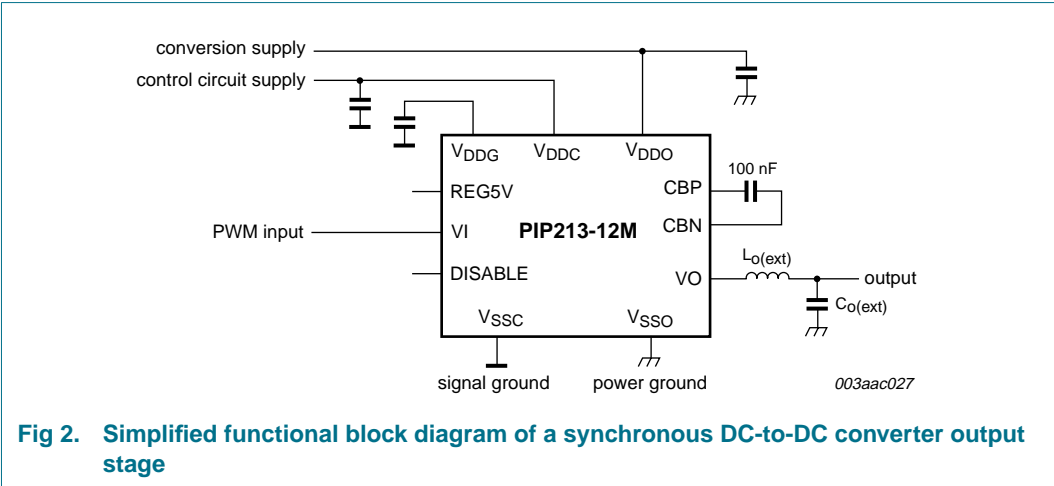 conversion supply
control circuit supply
VDDG VDDC VDDO
100 nF
REG5V CBP
PWM input VI PIP213-12M CBN
Lo(ext)
DISABLE VO output
Co(ext)
VSSC VSSO
signal ground power ground 003aac027
Fig 2. Simplified functional block diagram of a synchronous DC-to-DC converter output
stage